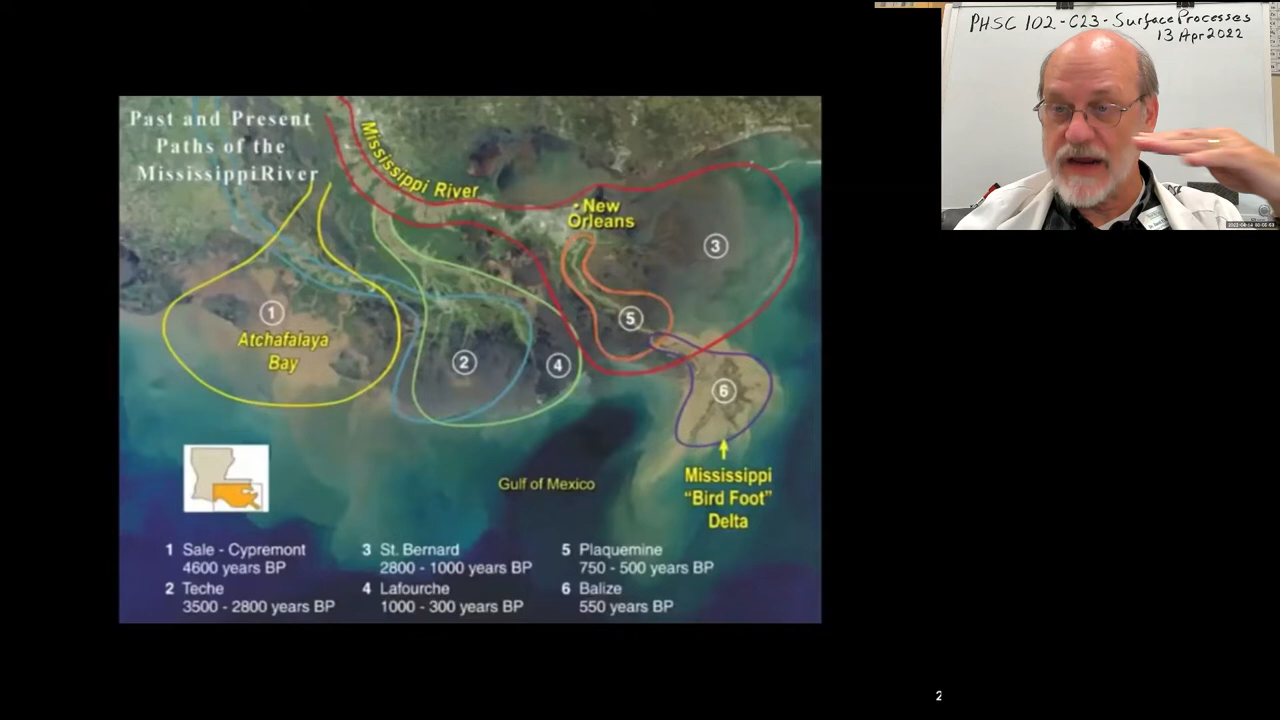 PHSC 102 - C23 - Surface Processes
13 Apr 2022
Past and Present
Paths of the
Mississippi River
Mississippi River
New
Orleans
1
Atchafalaya
Bay
2
3
4
5
6
Mississippi
"Bird Foot"
Delta
Gulf of Mexico
1 Sale - Cypremont
4600 years BP
2 Teche
3500 - 2800 years BP
3 St. Bernard
2800 - 1000 years BP
4 Lafourche
1000 - 300 years BP
5 Plaquemine
750 - 500 years BP
6 Balize
550 years BP
2